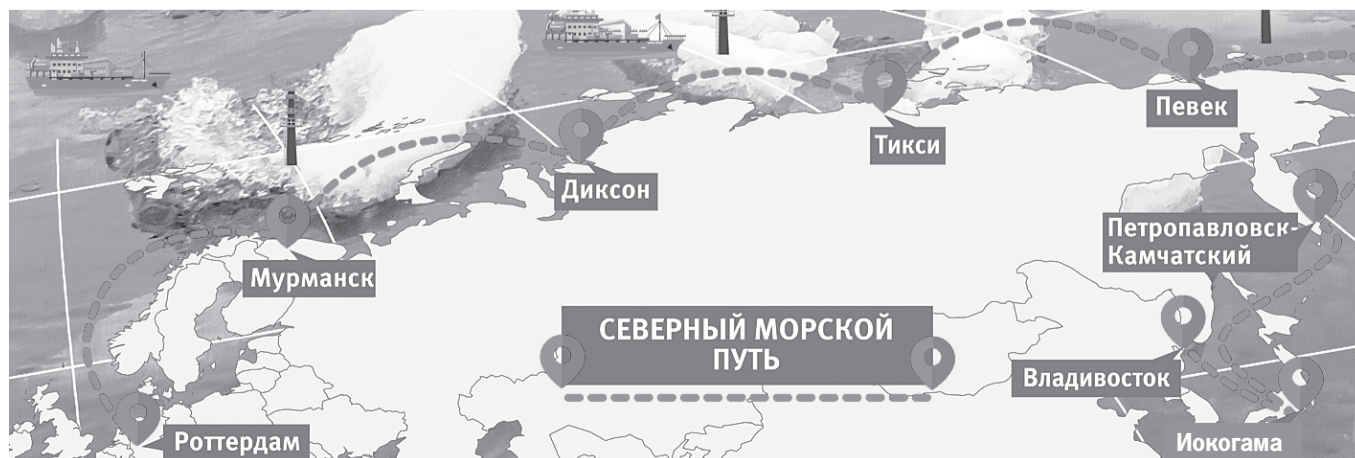 Певек
Тикси
Диксон
Петропавловск-
Камчатский
Мурманск
СЕВЕРНЫЙ МОРСКОЙ
ПУТЬ
Владивосток
Роттердам
Иокогама